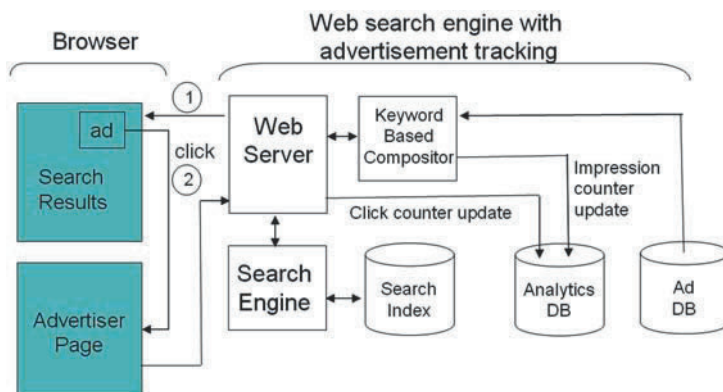 Browser
Web search engine with
advertisement tracking
1
ad
Search
Results
click
2
Web
Server
Keyword
Based
Compositor
Impression
counter
update
Click counter update
Search
Engine
Search
Index
Analytics
DB
Ad
DB
Advertiser
Page